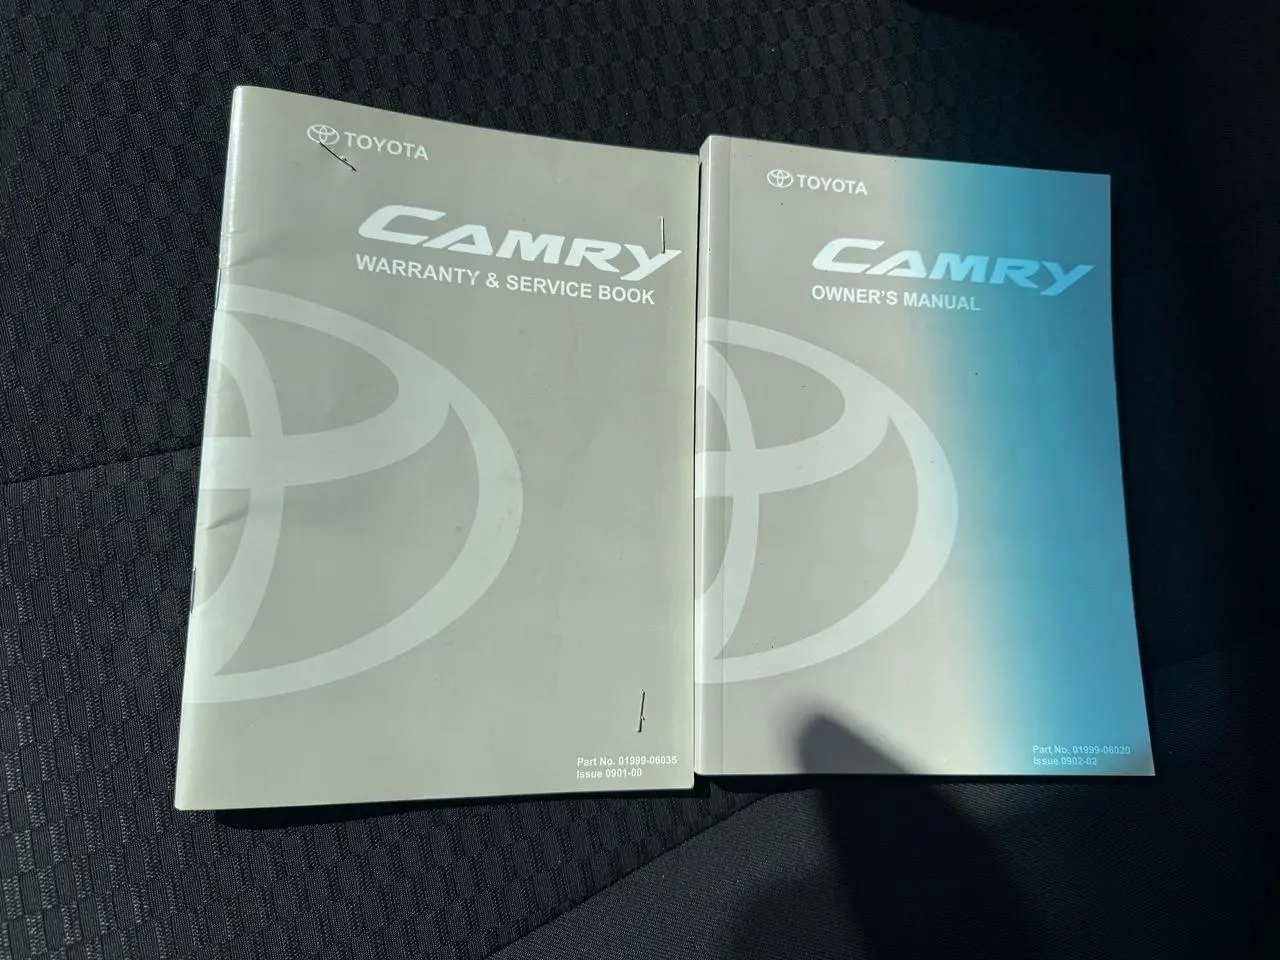 TOYOTA
CAMRY
WARRANTY & SERVICE BOOK
Part No. 01999-06035
Issue 0901-00
TOYOTA
CAMRY
OWNER'S MANUAL
Part No. 01999-06020
Issue 0902-02